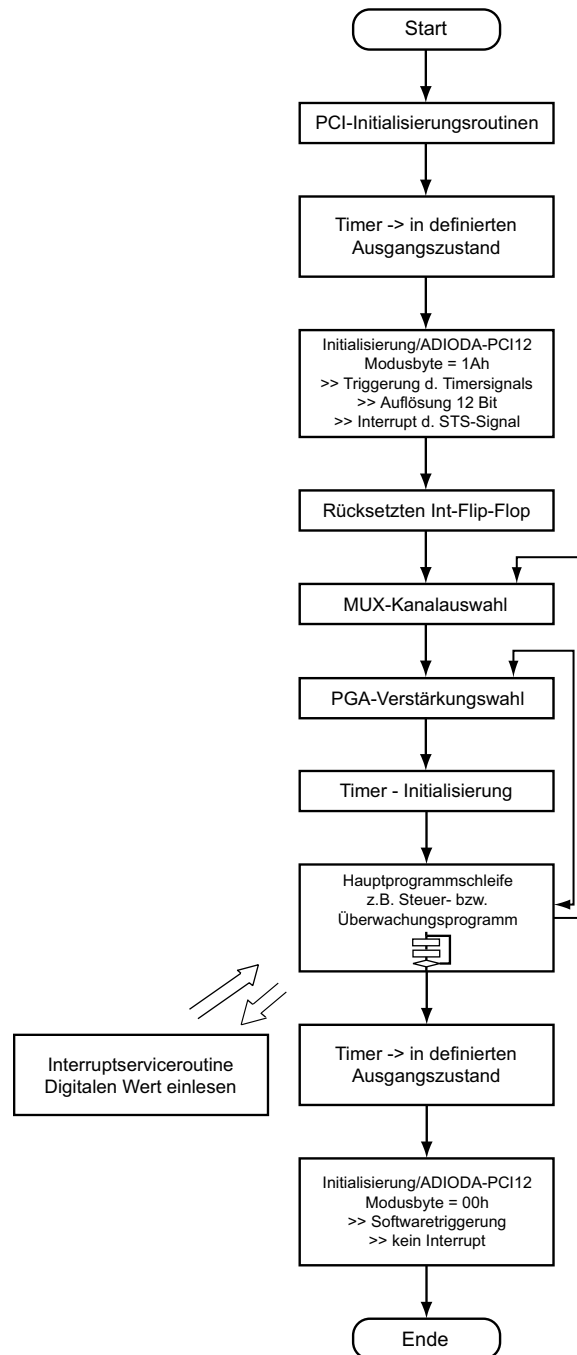 Start
PCI-Initialisierungsroutinen
Timer -> in definierten
Ausgangszustand
Initialisierung/ADIODA-PCI12
Modusbyte = 1Ah
>> Triggerung d. Timersignals
>> Auflösung 12 Bit
>> Interrupt d. STS-Signal
Rücksetzten Int-Flip-Flop
MUX-Kanalauswahl
PGA-Verstärkungswahl
Timer - Initialisierung
Hauptprogrammschleife
z.B. Steuer- bzw.
Überwachungsprogramm
Interruptserviceroutine
Digitalen Wert einlesen
Timer -> in definierten
Ausgangszustand
Initialisierung/ADIODA-PCI12
Modusbyte = 00h
>> Softwaretriggerung
>> kein Interrupt
Ende